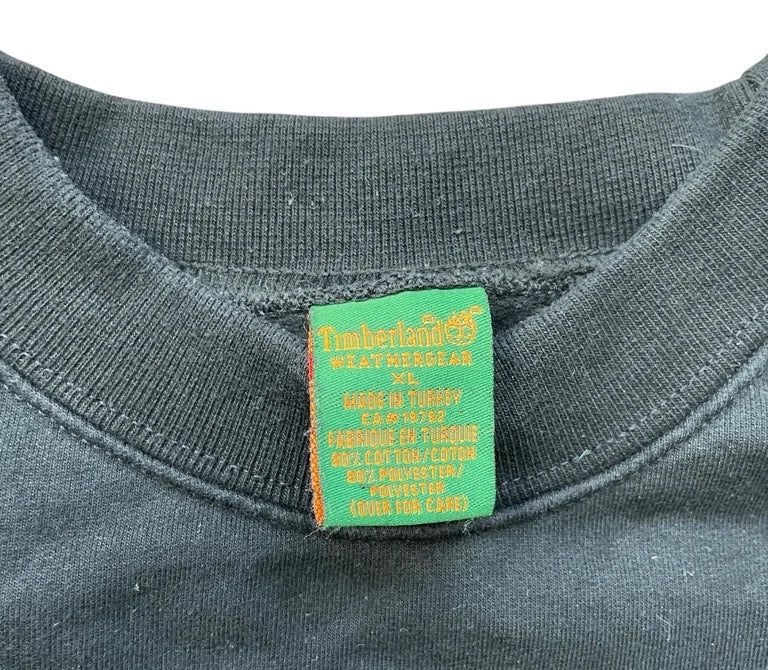 Timberland
WEATHERGEAR
XL
MADE IN TURKEY
CA# 19792
FABRIQUE EN TURQUIE
80% COTTON/COTON
80% POLYESTER/
POLYESTER
(OVER FOR CARE)